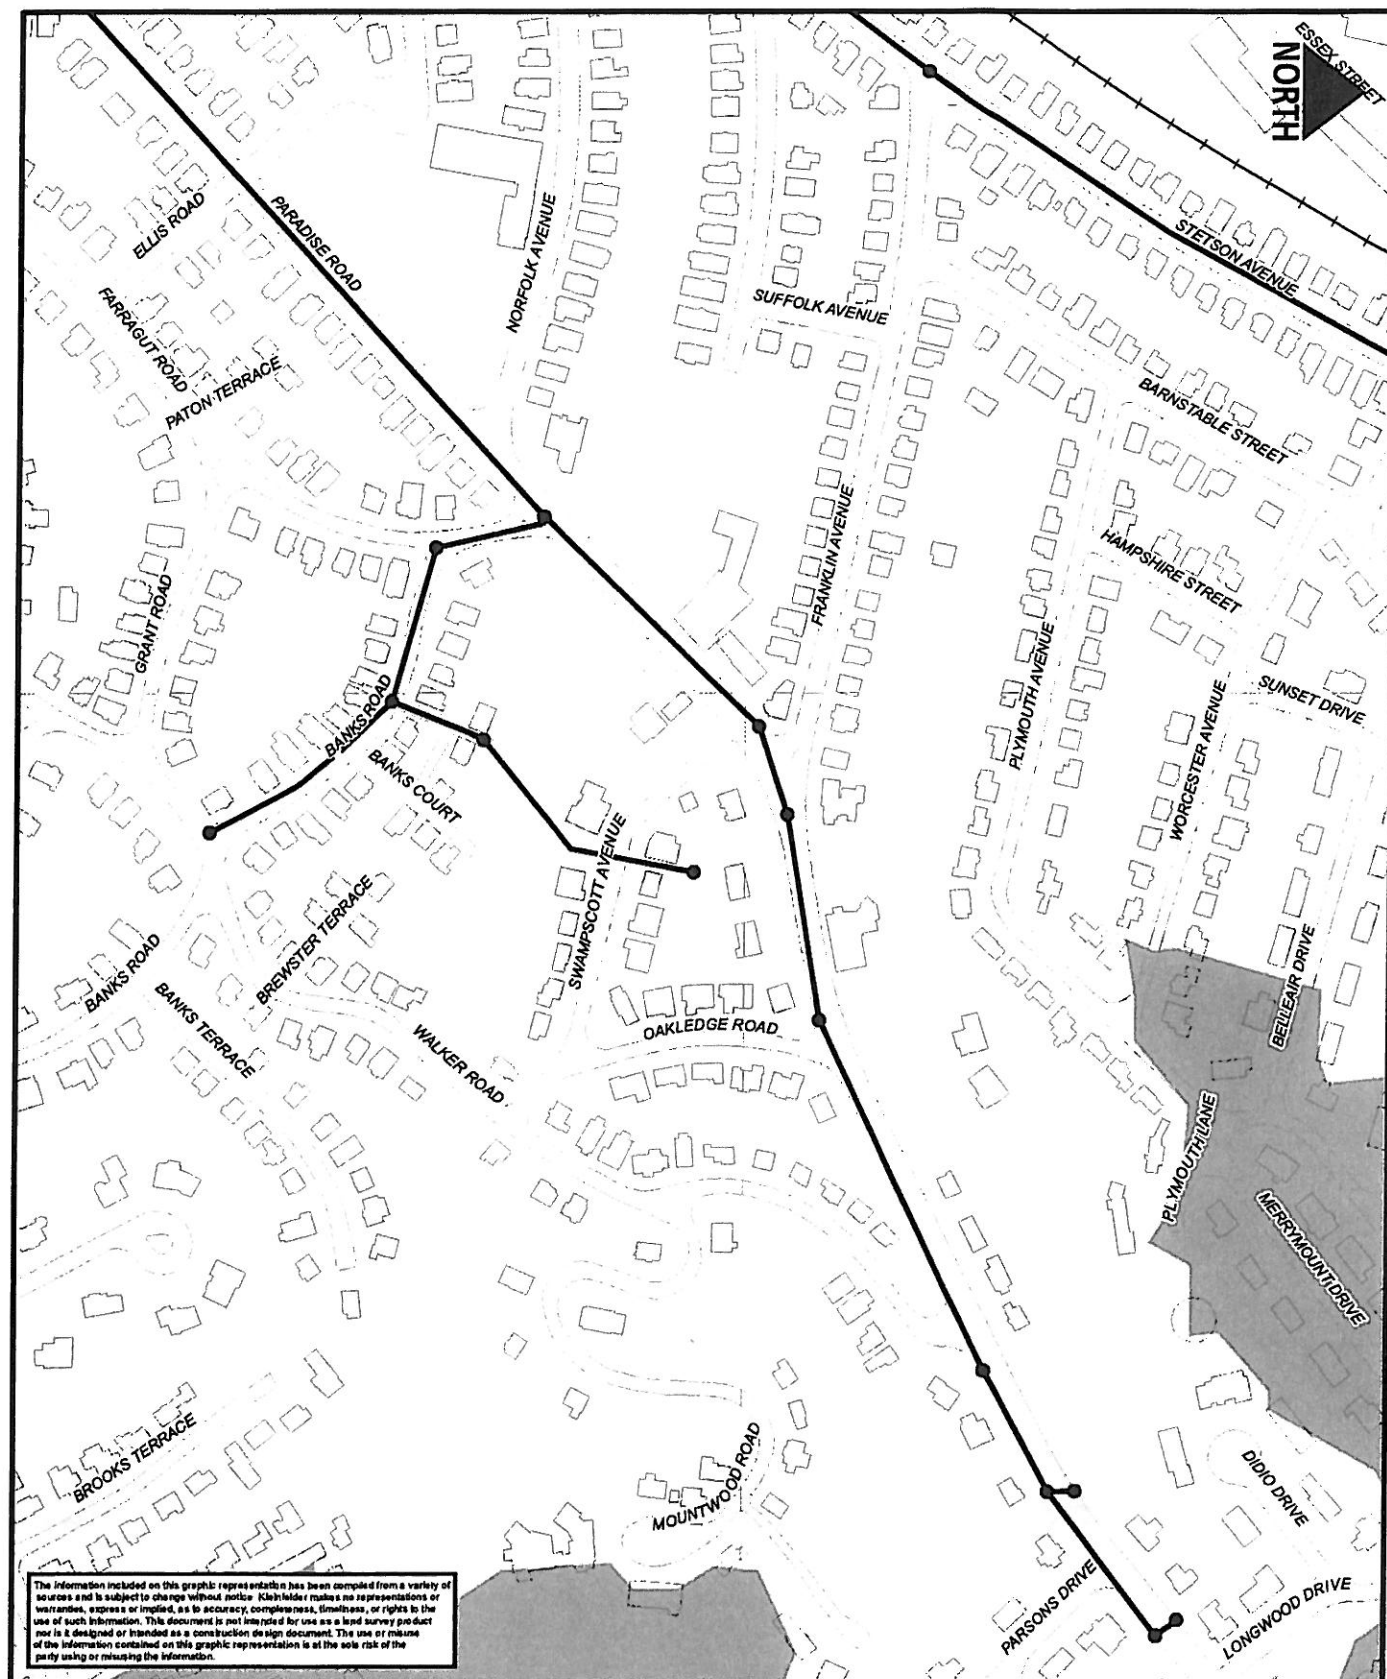 ESSEX STREET
NORTH
PARADISE ROAD
ELLIS ROAD
NORFOLK AVENUE
STETSON AVENUE
FARRAGUT ROAD
SUFFOLK AVENUE
PATON TERRACE
BARNSTABLE STREET
FRANKLIN AVENUE
HAMPSHIRE STREET
GRANT ROAD
PLYMOUTH AVENUE
SUNSET DRIVE
BANKS ROAD
WORCESTER AVENUE
BANKS COURT
SWAMPSCOTT AVENUE
BREWSTER TERRACE
BANKS ROAD
BELLEAIR DRIVE
BANKS TERRACE
OAKLEDGE ROAD
WALKER ROAD
PLYMOUTH LANE
MERRYMOUNT DRIVE
BROOKS TERRACE
MOUNTWOOD ROAD
DIDIO DRIVE
PARSONS DRIVE
LONGWOOD DRIVE
The information included on this graphic representation has been compiled from a variety of
sources and is subject to change without notice. Kleinfelder makes no representations or
warranties, express or implied, as to accuracy, completeness, timeliness, or rights to the
use of such information. This document is not intended for use as a land survey product
nor is it designed or intended as a construction design document. The use or misuse
of the information contained on this graphic representation is at the sole risk of the
party using or misusing the information.